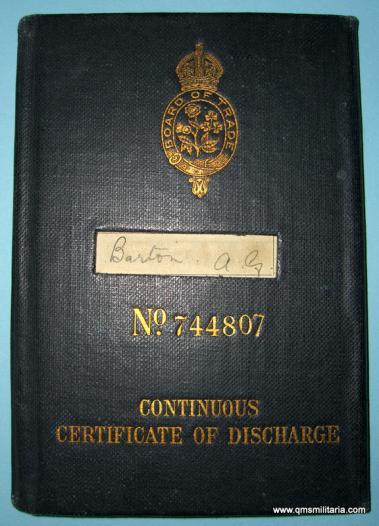 BOARD OF TRADE
Barton. A. G.
No. 744807
CONTINUOUS
CERTIFICATE OF DISCHARGE
www.qmsmilitaria.com